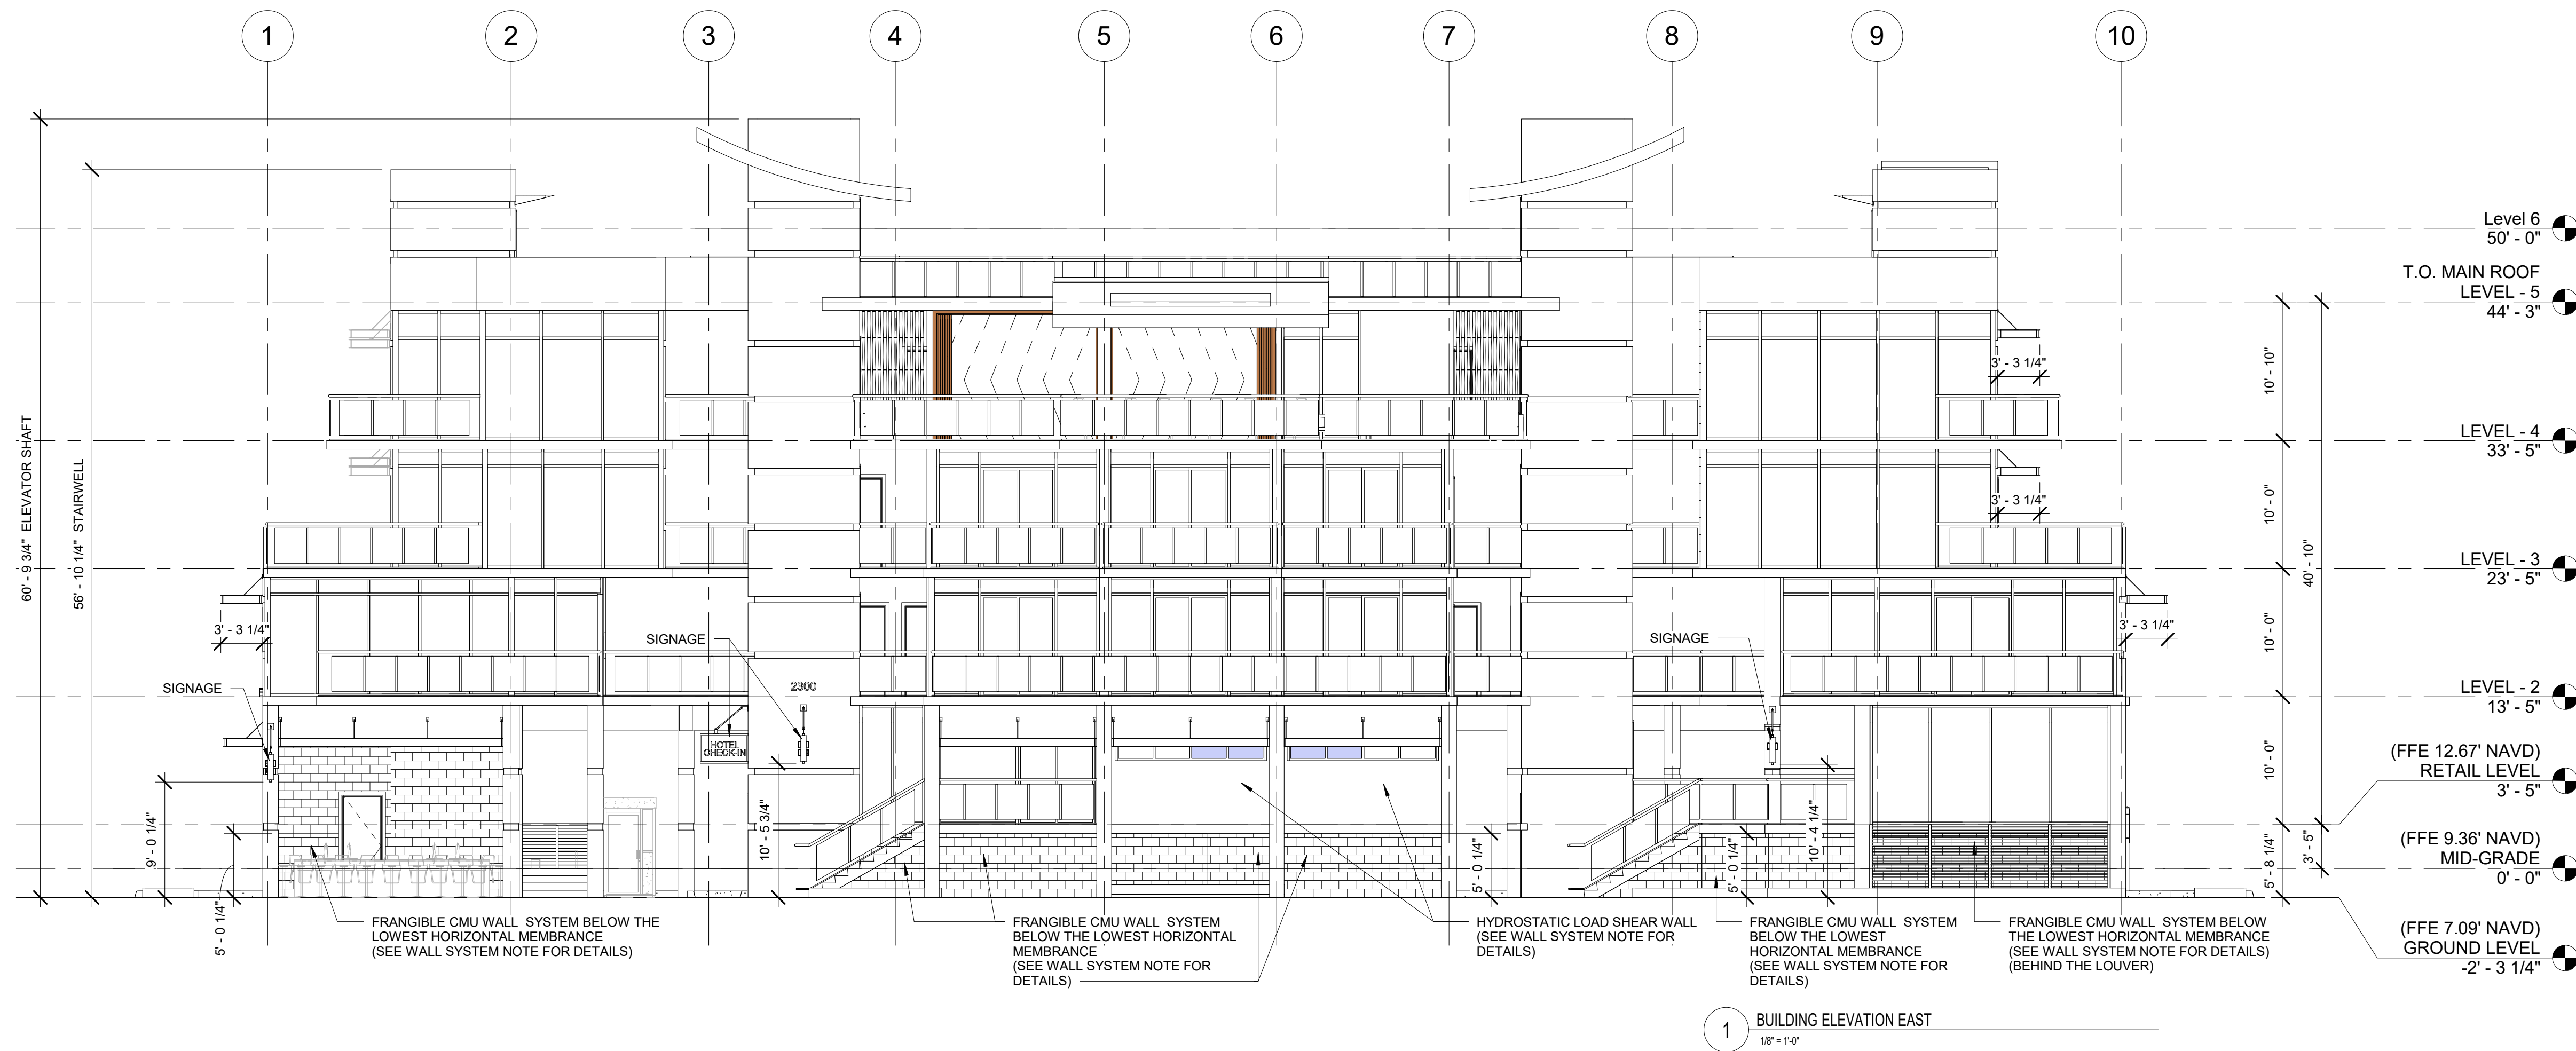 1
2
3
4
5
6
7
8
9
10
60' - 9 3/4" ELEVATOR SHAFT
56' - 10 1/4" STAIRWELL
Level 6
50' - 0"
T.O. MAIN ROOF
LEVEL - 5
44' - 3"
LEVEL - 4
33' - 5"
LEVEL - 3
23' - 5"
LEVEL - 2
13' - 5"
(FFE 12.67' NAVD)
RETAIL LEVEL
3' - 5"
(FFE 9.36' NAVD)
MID-GRADE
0' - 0"
(FFE 7.09' NAVD)
GROUND LEVEL
-2' - 3 1/4"
10' - 10"
10' - 0"
10' - 0"
10' - 0"
5' - 8 1/4"
40' - 10"
3' - 5"
3' - 3 1/4"
3' - 3 1/4"
3' - 3 1/4"
3' - 3 1/4"
SIGNAGE
SIGNAGE
SIGNAGE
2300
HOTEL
CHECK-IN
9' - 0 1/4"
5' - 0 1/4"
10' - 5 3/4"
5' - 0 1/4"
5' - 0 1/4"
10' - 4 1/4"
FRANGIBLE CMU WALL SYSTEM BELOW THE
LOWEST HORIZONTAL MEMBRANCE
(SEE WALL SYSTEM NOTE FOR DETAILS)
FRANGIBLE CMU WALL SYSTEM
BELOW THE LOWEST HORIZONTAL
MEMBRANCE
(SEE WALL SYSTEM NOTE FOR
DETAILS)
HYDROSTATIC LOAD SHEAR WALL
(SEE WALL SYSTEM NOTE FOR
DETAILS)
FRANGIBLE CMU WALL SYSTEM
BELOW THE LOWEST
HORIZONTAL MEMBRANCE
(SEE WALL SYSTEM NOTE FOR
DETAILS)
FRANGIBLE CMU WALL SYSTEM BELOW
THE LOWEST HORIZONTAL MEMBRANCE
(SEE WALL SYSTEM NOTE FOR DETAILS)
(BEHIND THE LOUVER)
1
BUILDING ELEVATION EAST
1/8" = 1'-0"